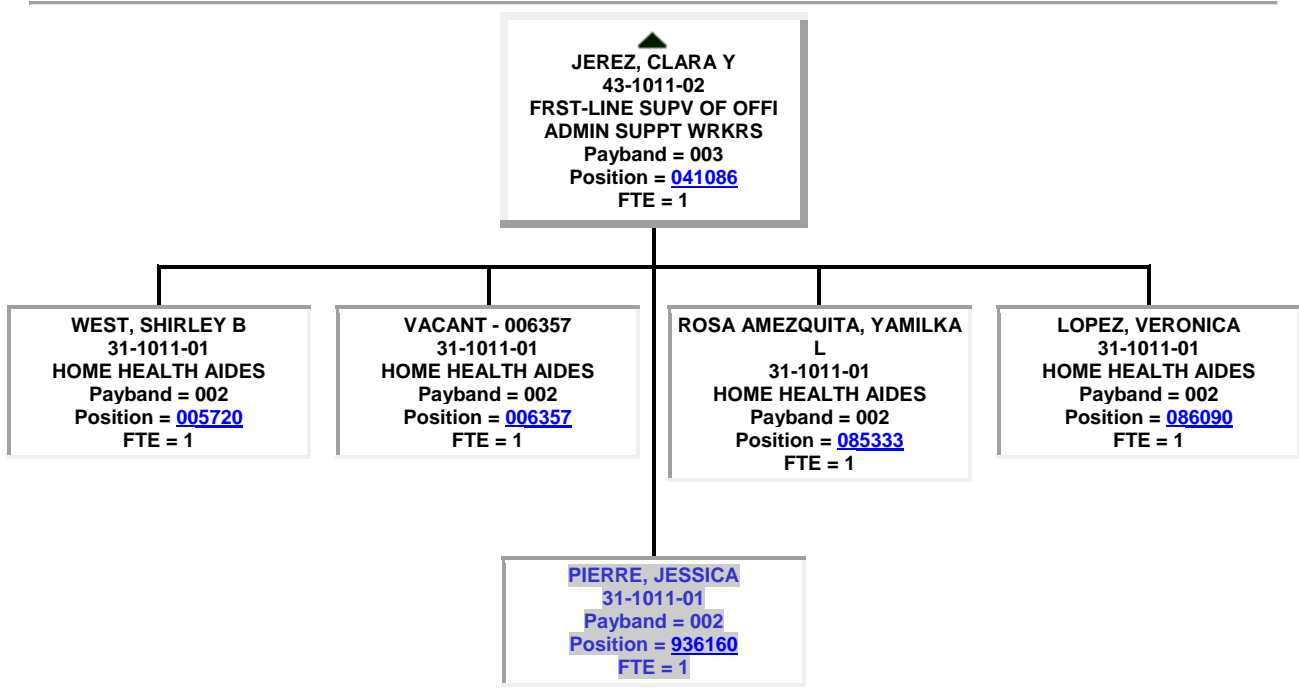 JEREZ, CLARA Y
43-1011-02
FRST-LINE SUPV OF OFFI
ADMIN SUPPT WRKRS
Payband = 003
Position = 041086
FTE = 1
WEST, SHIRLEY B
31-1011-01
HOME HEALTH AIDES
Payband = 002
Position = 005720
FTE = 1
VACANT - 006357
31-1011-01
HOME HEALTH AIDES
Payband = 002
Position = 006357
FTE = 1
ROSA AMEZQUITA, YAMILKA
L
31-1011-01
HOME HEALTH AIDES
Payband = 002
Position = 085333
FTE = 1
LOPEZ, VERONICA
31-1011-01
HOME HEALTH AIDES
Payband = 002
Position = 086090
FTE = 1
PIERRE, JESSICA
31-1011-01
Payband = 002
Position = 936160
FTE = 1